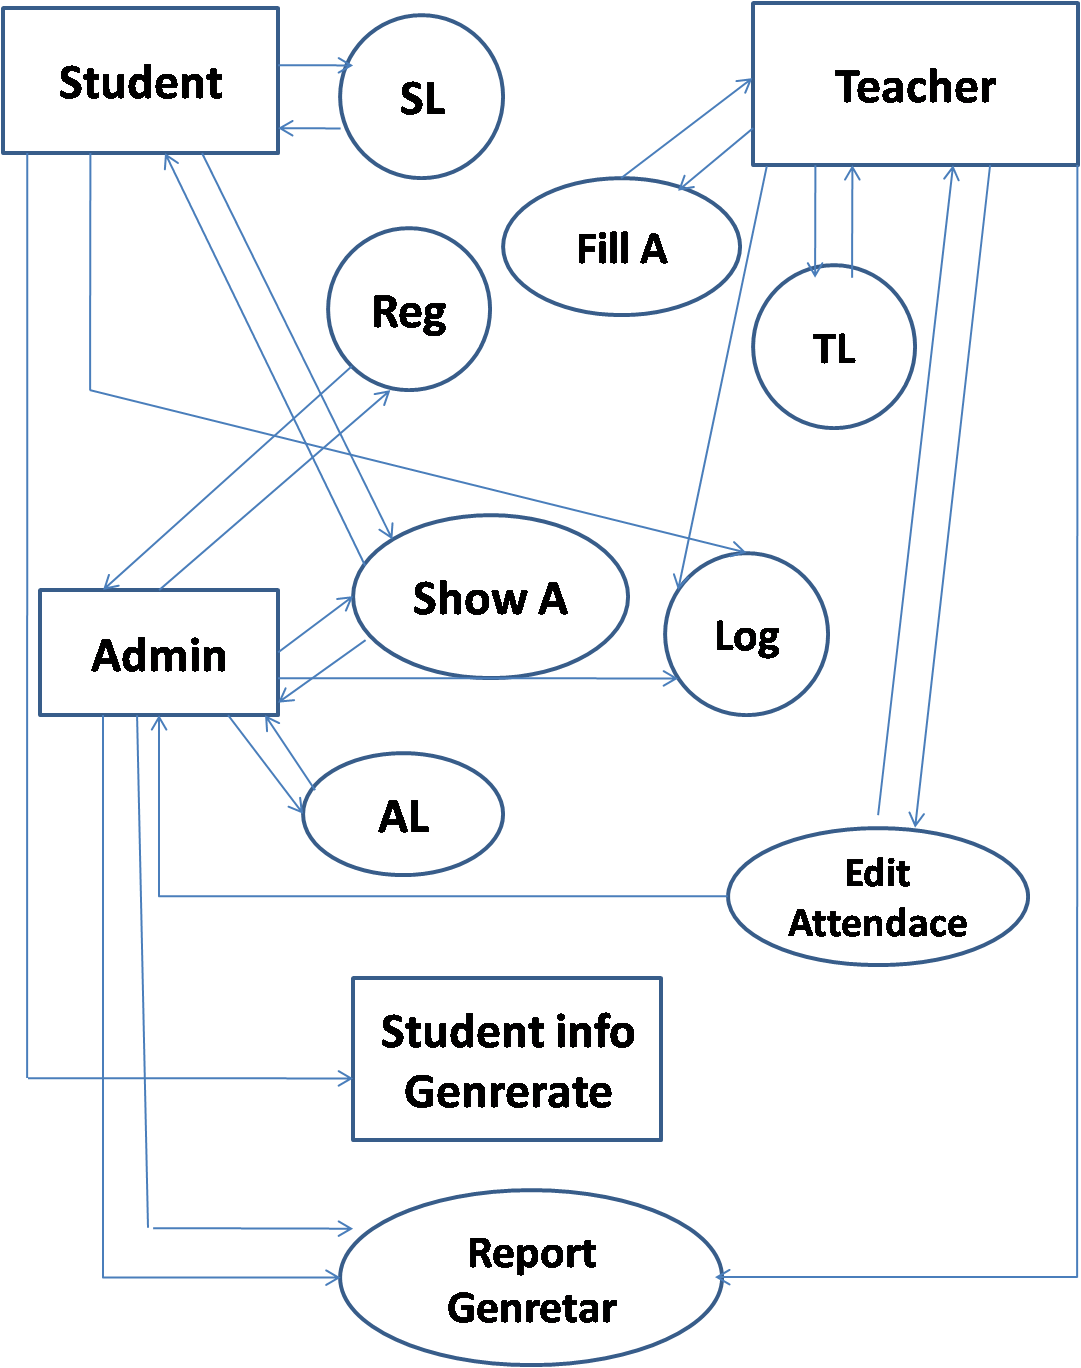 Student
SL
Teacher
Fill A
Reg
TL
Show A
Log
Admin
AL
Edit
Attendace
Student info
Genrerate
Report
Genretar